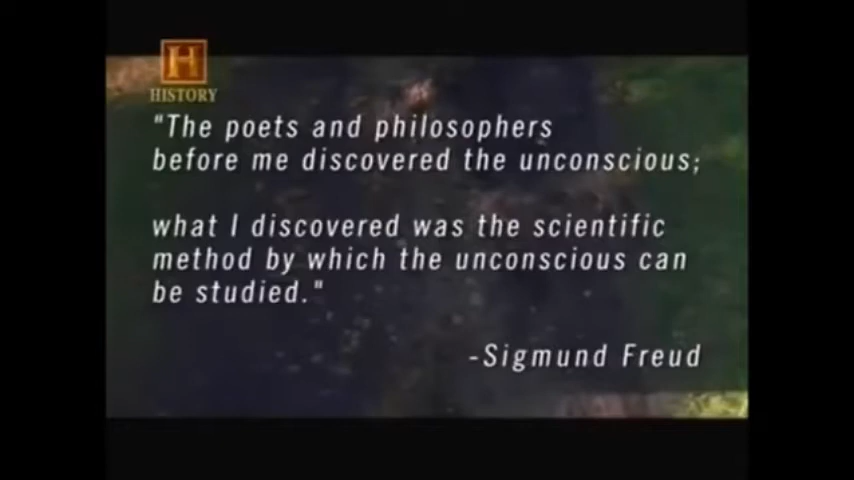 H
HISTORY
"The poets and philosophers
before me discovered the unconscious;
what I discovered was the scientific
method by which the unconscious can
be studied."
-Sigmund Freud